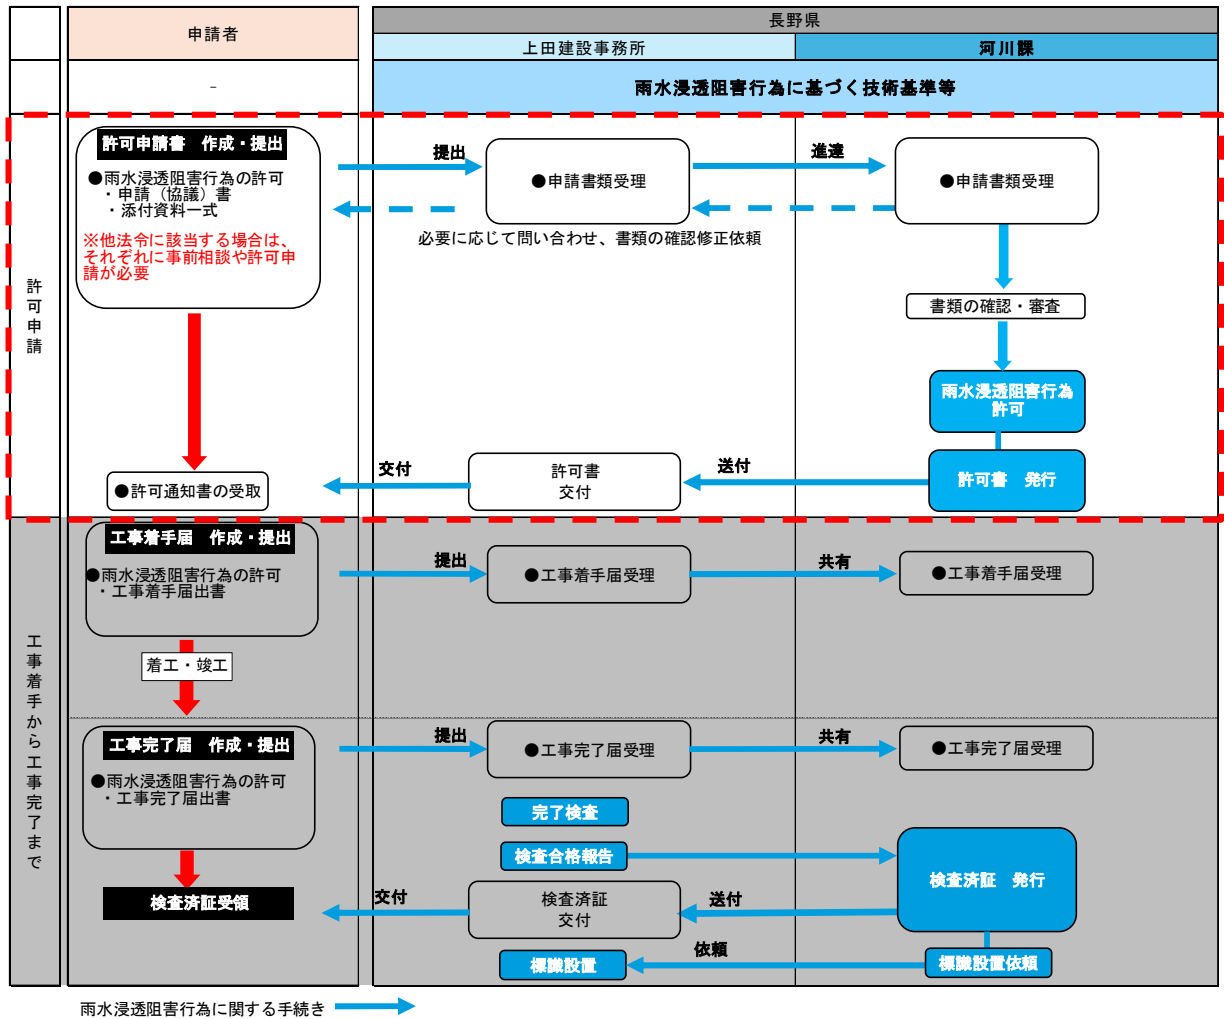 申請者
長野県
上田建設事務所
河川課
-
雨水浸透阻害行為に基づく技術基準等
許可申請
許可申請書　作成・提出
●雨水浸透阻害行為の許可
・申請（協議）書
・添付資料一式
※他法令に該当する場合は、
それぞれに事前相談や許可申
請が必要
提出
●申請書類受理
進達
●申請書類受理
必要に応じて問い合わせ、書類の確認修正依頼
書類の確認・審査
雨水浸透阻害行為
許可
許可書　発行
送付
許可書
交付
交付
●許可通知書の受取
工事着手から工事完了まで
工事着手届　作成・提出
●雨水浸透阻害行為の許可
・工事着手届出書
提出
●工事着手届受理
共有
●工事着手届受理
着工・竣工
工事完了届　作成・提出
●雨水浸透阻害行為の許可
・工事完了届出書
提出
●工事完了届受理
共有
●工事完了届受理
完了検査
検査合格報告
検査済証　発行
送付
検査済証
交付
交付
検査済証受領
標識設置依頼
依頼
標識設置
雨水浸透阻害行為に関する手続き